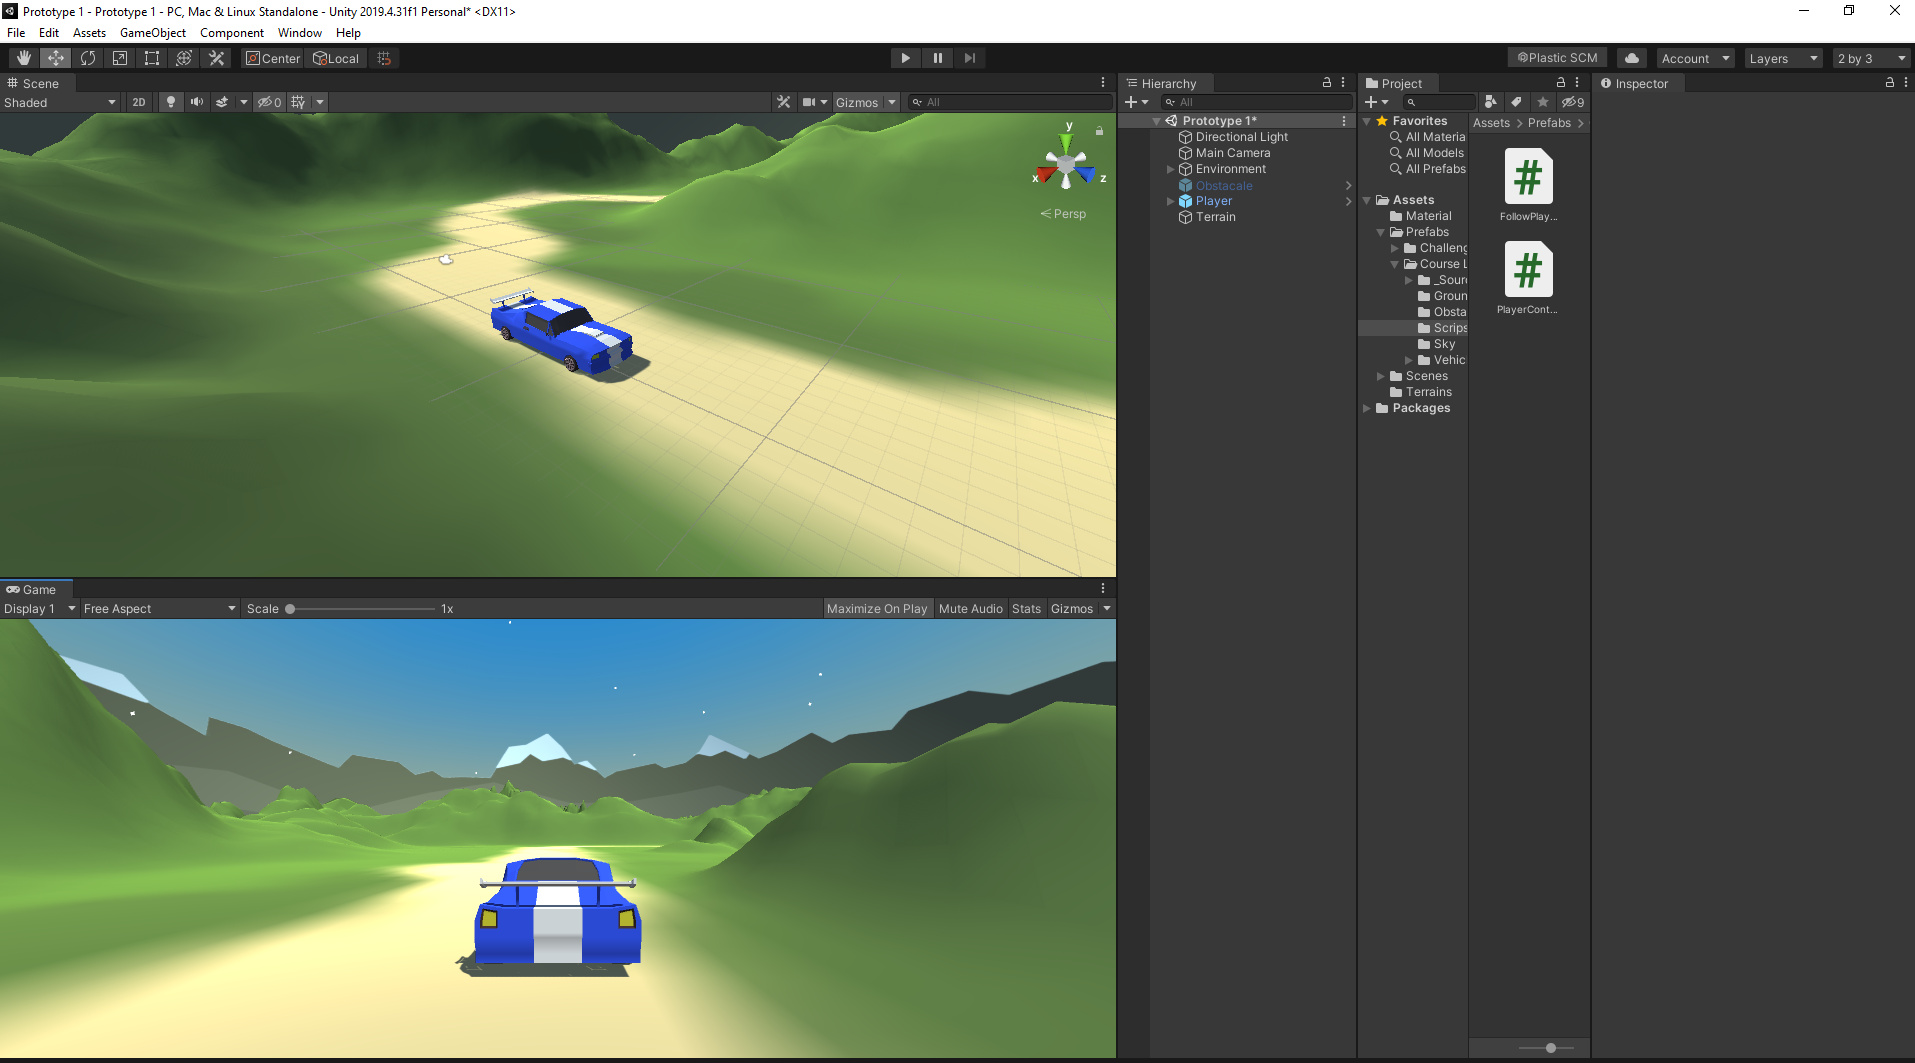 Prototype 1 - Prototype 1 - PC, Mac & Linux Standalone - Unity 2019.4.31f1 Personal* <DX11>
File Edit Assets GameObject Component Window Help
Center Local Plastic SCM Account Layers 2 by 3
Scene
Shaded 2D 0 Gizmos All
y
x z
Persp
Game
Display 1 Free Aspect Scale 1x Maximize On Play Mute Audio Stats Gizmos
Hierarchy
All
Prototype 1*
Directional Light
Main Camera
Environment
Obstacale
Player
Terrain
Project
9
Favorites
All Materia
All Models
All Prefabs
Assets
Material
Prefabs
Challeng
Course L
_Sourc
Groun
Obsta
Scrips
Sky
Vehic
Scenes
Terrains
Packages
Assets > Prefabs >
#
FollowPlay...
#
PlayerCont...
Inspector